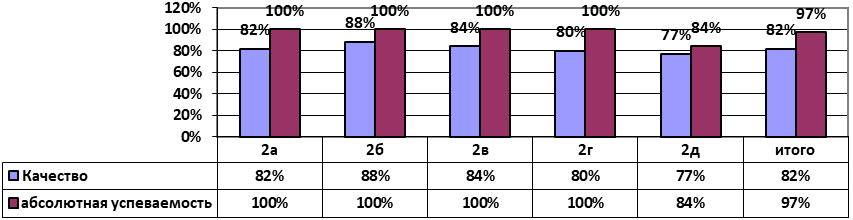 120%
100%
80%
60%
40%
20%
0%
82% 100% 88% 100% 84% 100% 80% 100% 77% 84% 82% 97%
2а 2б 2в 2г 2д итого
Качество 82% 88% 84% 80% 77% 82%
абсолютная успеваемость 100% 100% 100% 100% 84% 97%